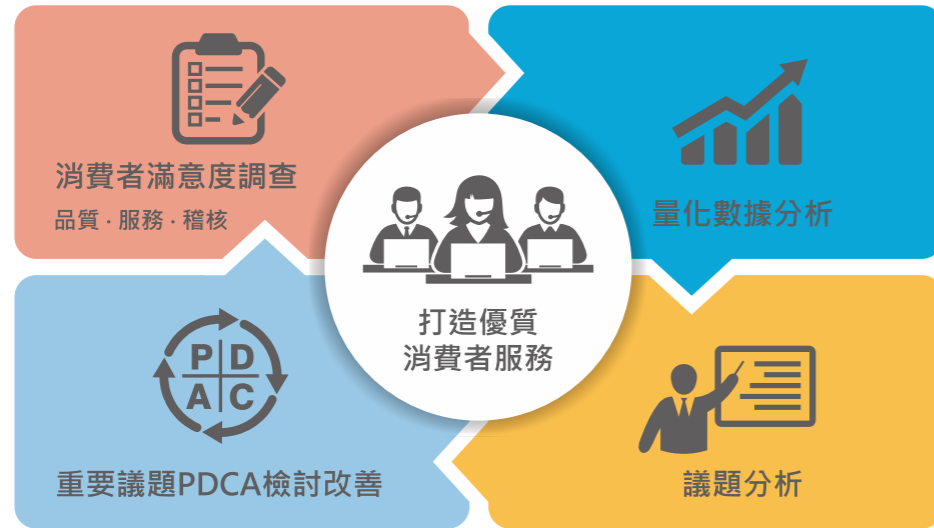 消費者滿意度調查
品質 · 服務 · 稽核
量化數據分析
打造優質
消費者服務
P D
A C
重要議題PDCA檢討改善
議題分析